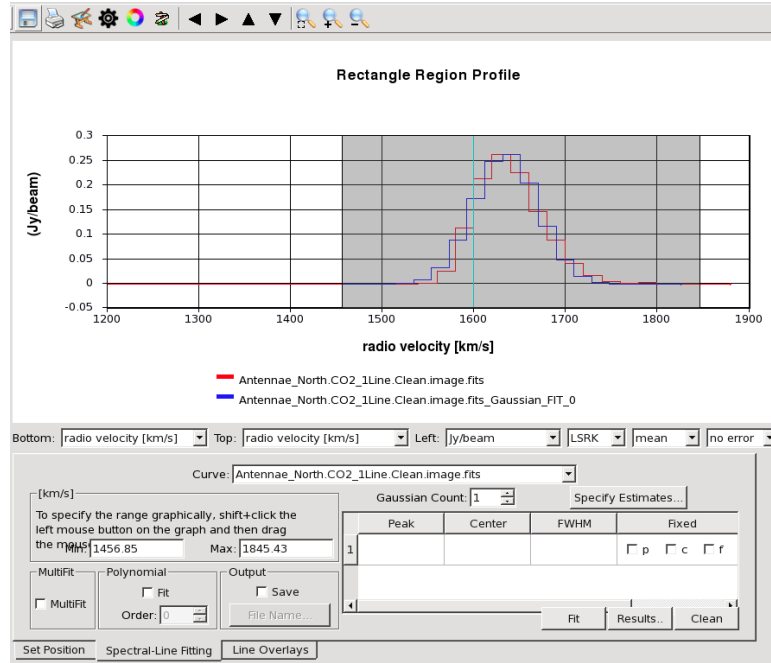 Rectangle Region Profile
(Jy/beam)
0.3
0.25
0.2
0.15
0.1
0.05
0
-0.05
1200 1300 1400 1500 1600 1700 1800 1900
radio velocity [km/s]
Antennae_North.CO2_1Line.Clean.image.fits
Antennae_North.CO2_1Line.Clean.image.fits_Gaussian_FIT_0
Bottom: radio velocity [km/s] Top: radio velocity [km/s] Left: Jy/beam LSRK mean no error
Curve: Antennae_North.CO2_1Line.Clean.image.fits
[km/s]
To specify the range graphically, shift+click the
left mouse button on the graph and then drag
the Min: 1456.85 Max: 1845.43
Gaussian Count: 1 Specify Estimates...
Peak Center FWHM Fixed
1 p c f
MultiFit Polynomial Output
MultiFit Fit Save
Order: 0 File Name...
Fit Results.. Clean
Set Position Spectral-Line Fitting Line Overlays